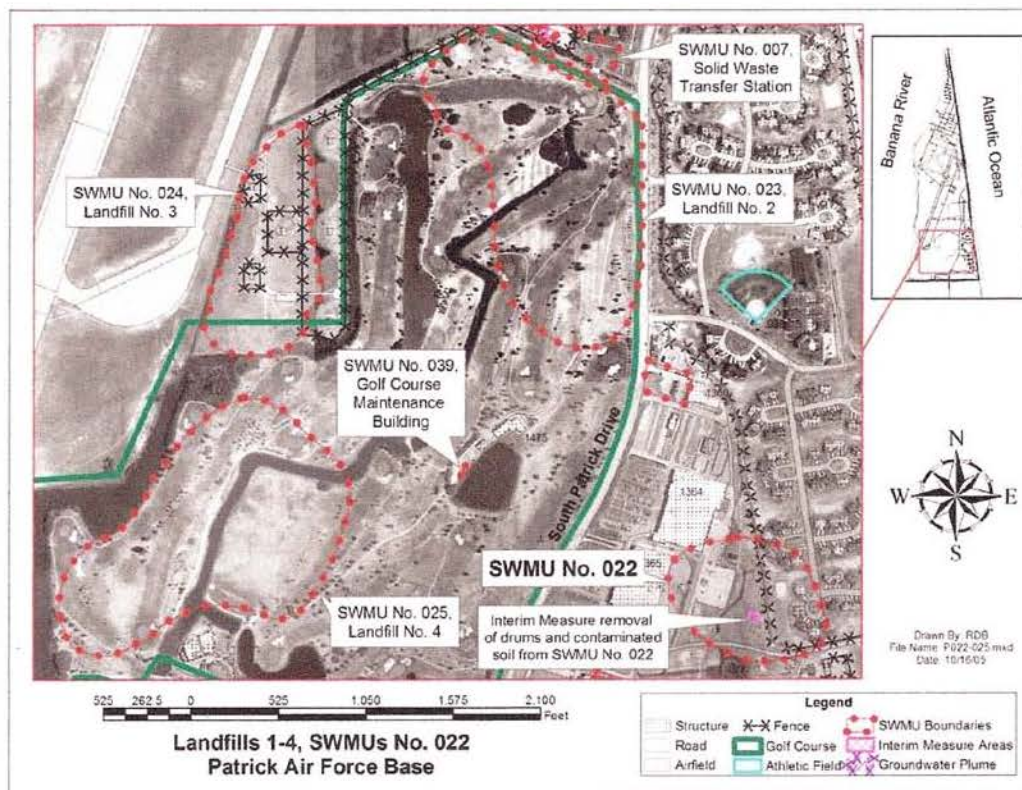 SWMU No. 007,
Solid Waste
Transfer Station
SWMU No. 024,
Landfill No. 3
SWMU No. 023,
Landfill No. 2
SWMU No. 039,
Golf Course
Maintenance
Building
1485
South Patrick Drive
1364
SWMU No. 022
SWMU No. 025,
Landfill No. 4
Interim Measure removal
of drums and contaminated
soil from SWMU No. 022
Banana River
Atlantic Ocean
N
W
E
S
Drawn By: RDB
File Name: P022-025.mxd
Date: 10/16/05
525 262.5 0 525 1,050 1,575 2,100
Feet
Landfills 1-4, SWMUs No. 022
Patrick Air Force Base
Legend
Structure
Fence
SWMU Boundaries
Road
Golf Course
Interim Measure Areas
Airfield
Athletic Field
Groundwater Plume